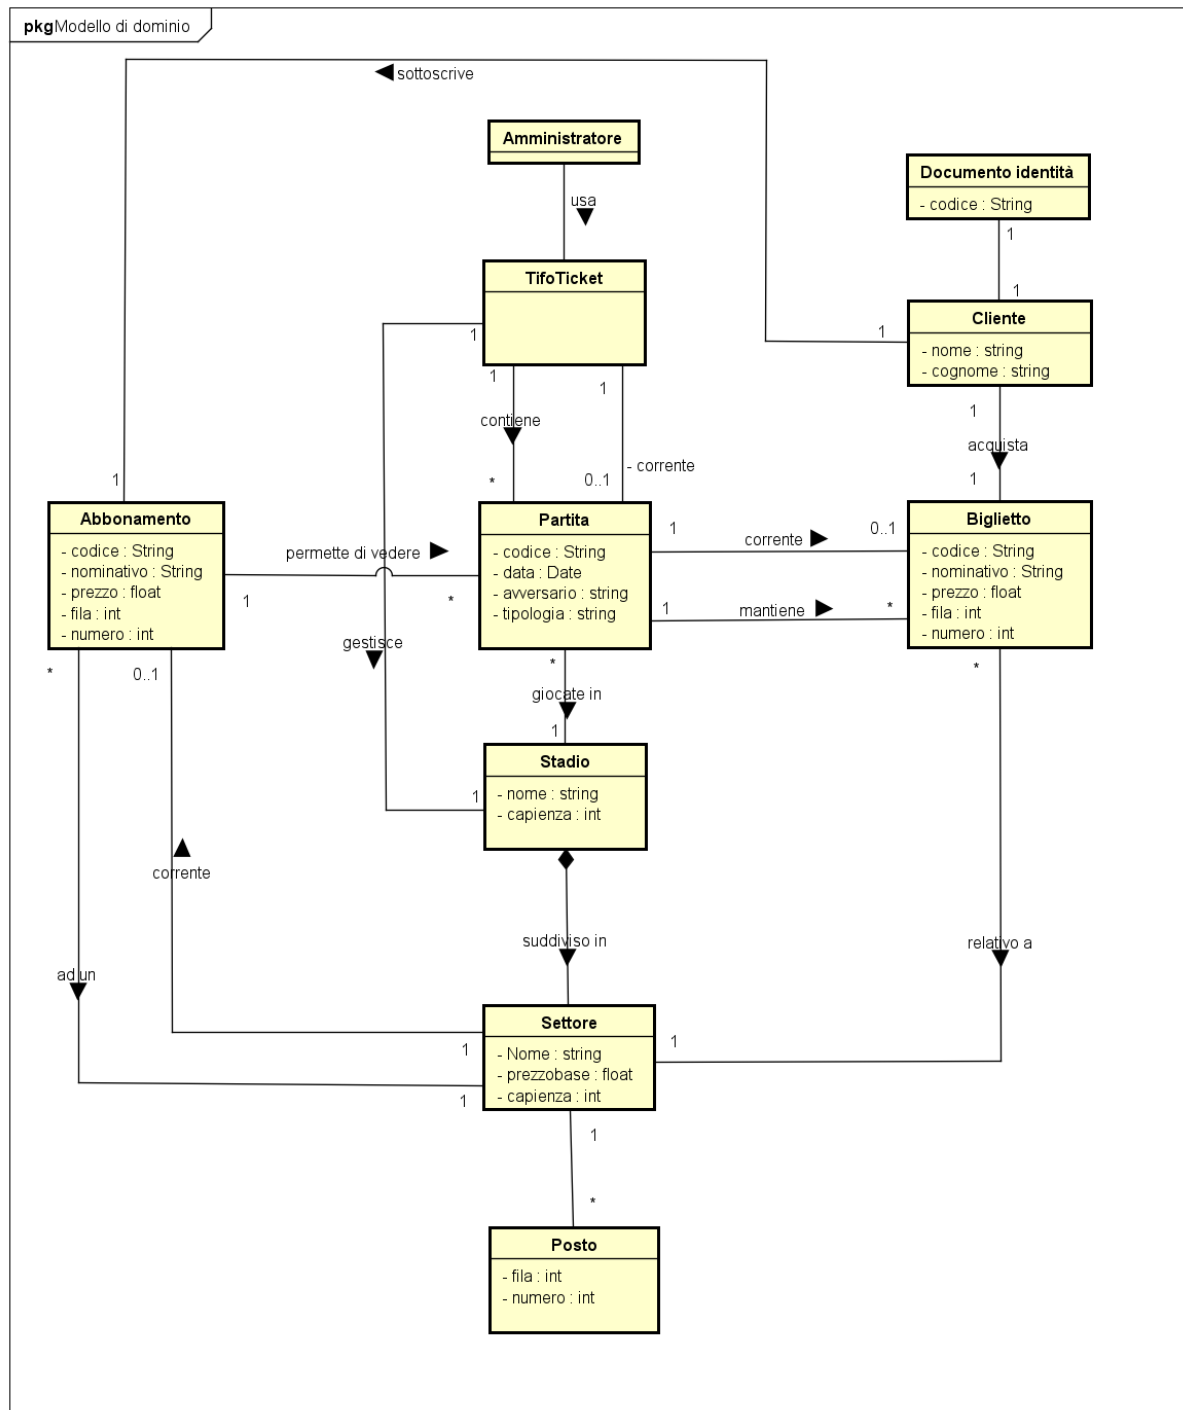 pkg Modello di dominio
sottoscrive
Amministratore
usa
Documento identità
- codice : String
1
1
TifoTicket
1
1
1
Cliente
- nome : string
- cognome : string
1
1
contiene
- corrente
*
0..1
acquista
1
1
Abbonamento
- codice : String
- nominativo : String
- prezzo : float
- fila : int
- numero : int
permette di vedere
1
*
Partita
- codice : String
- data : Date
- avversario : string
- tipologia : string
1
corrente
0..1
1
mantiene
*
Biglietto
- codice : String
- nominativo : String
- prezzo : float
- fila : int
- numero : int
gestisce
*
0..1
*
giocate in
1
*
Stadio
- nome : string
- capienza : int
1
corrente
suddiviso in
relativo a
ad un
Settore
- Nome : string
- prezzobase : float
- capienza : int
1
1
1
1
*
Posto
- fila : int
- numero : int